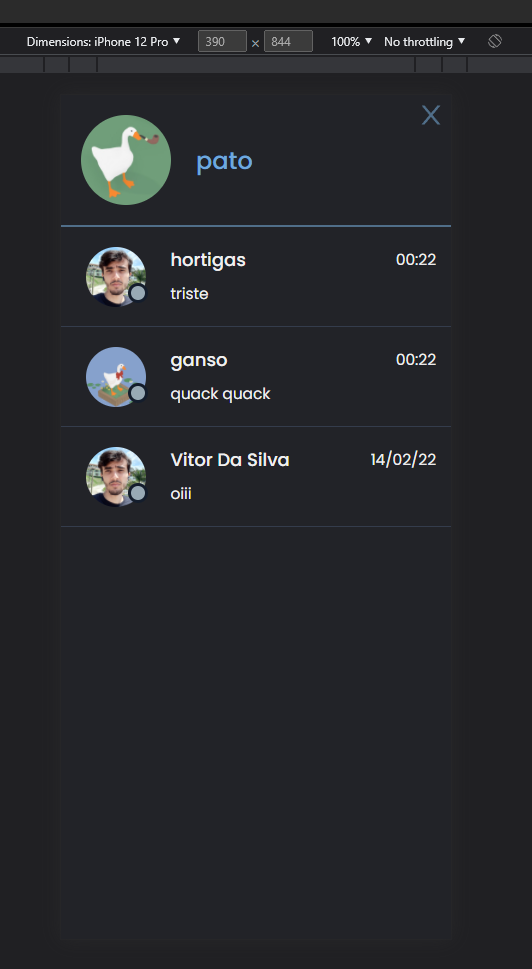 Dimensions: iPhone 12 Pro ▼ 390 × 844 100% ▼ No throttling ▼
X
pato
hortigas 00:22
triste
ganso 00:22
quack quack
Vitor Da Silva 14/02/22
oiii